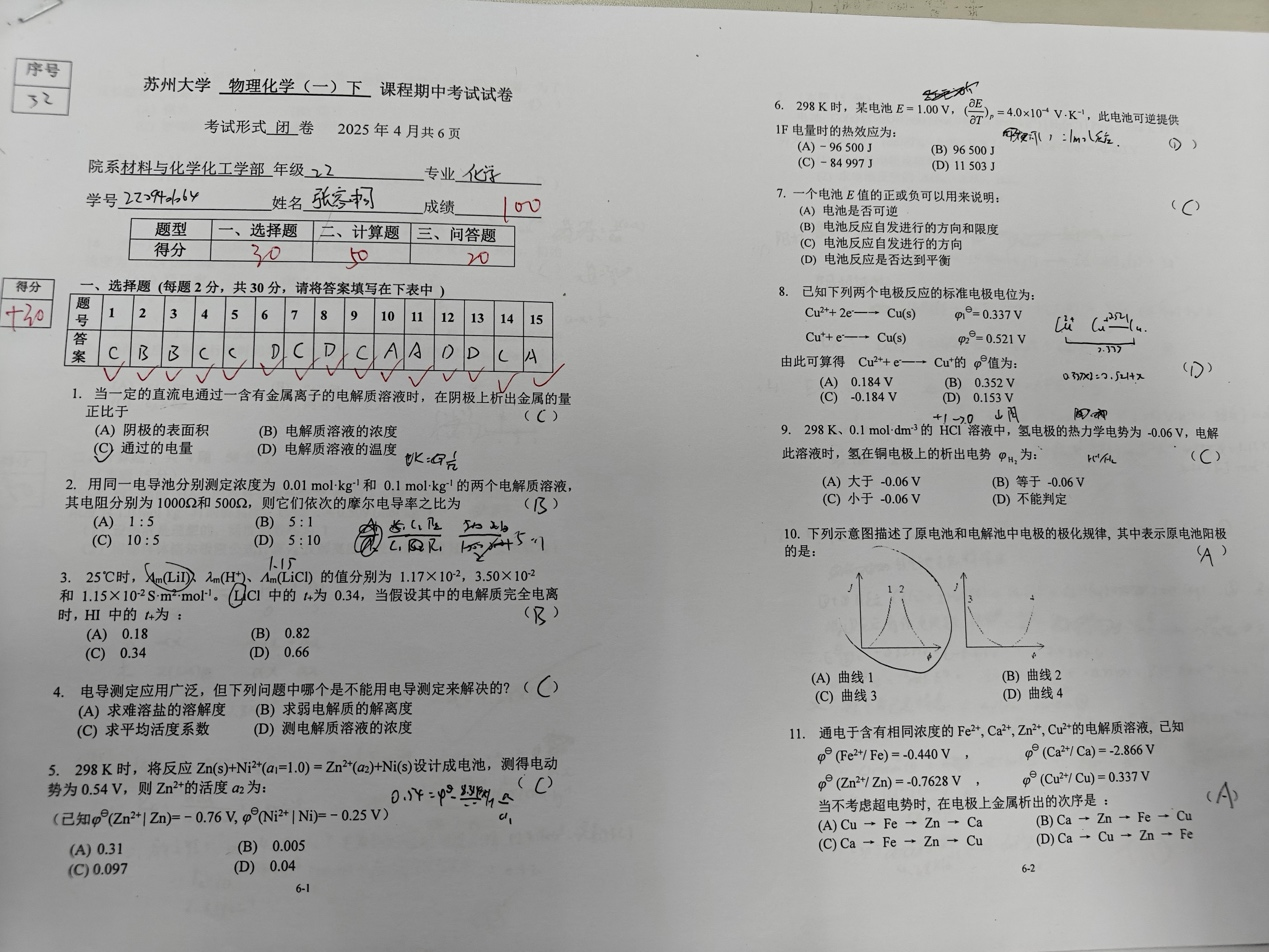 序号
32
苏州大学 物理化学（一）下 课程期中考试试卷
考试形式 闭 卷 2025 年 4 月共 6 页
院系材料与化学化工学部 年级 22 专业 化学
学号 姓名 成绩 100
题型 一、选择题 二、计算题 三、问答题
得分 30 50 20
得分
+30
一、选择题 (每题 2 分，共 30 分，请将答案填写在下表中 )
题号 1 2 3 4 5 6 7 8 9 10 11 12 13 14 15
答案 C B B C C D C D C A A D D C A
1. 当一定的直流电通过一含有金属离子的电解质溶液时，在阴极上析出金属的量
正比于 (C)
(A) 阴极的表面积 (B) 电解质溶液的浓度
(C) 通过的电量 (D) 电解质溶液的温度
2. 用同一电导池分别测定浓度为 0.01 mol·kg⁻¹ 和 0.1 mol·kg⁻¹ 的两个电解质溶液，
其电阻分别为 1000Ω和 500Ω，则它们依次的摩尔电导率之比为 (B)
(A) 1 : 5 (B) 5 : 1
(C) 10 : 5 (D) 5 : 10
1.15
3. 25℃时，Λm(LiI)、λm(H⁺)、Λm(LiCl) 的值分别为 1.17×10⁻²，3.50×10⁻²
和 1.15×10⁻² S·m²·mol⁻¹。LiCl 中的 t₊为 0.34，当假设其中的电解质完全电离
时，HI 中的 t₊为 : (B)
(A) 0.18 (B) 0.82
(C) 0.34 (D) 0.66
4. 电导测定应用广泛，但下列问题中哪个是不能用电导测定来解决的? (C)
(A) 求难溶盐的溶解度 (B) 求弱电解质的解离度
(C) 求平均活度系数 (D) 测电解质溶液的浓度
5. 298 K 时，将反应 Zn(s)+Ni²⁺(a₁=1.0) = Zn²⁺(a₂)+Ni(s)设计成电池，测得电动
势为 0.54 V，则 Zn²⁺的活度 a₂为: (C)
（已知φ⊖(Zn²⁺| Zn)= − 0.76 V, φ⊖(Ni²⁺ | Ni)= − 0.25 V）
(A) 0.31 (B) 0.005
(C) 0.097 (D) 0.04
6-1
6. 298 K 时，某电池 E = 1.00 V，(∂E/∂T)p = 4.0×10⁻⁴ V·K⁻¹，此电池可逆提供
1F 电量时的热效应为: (D)
(A) − 96 500 J (B) 96 500 J
(C) − 84 997 J (D) 11 503 J
7. 一个电池 E 值的正或负可以用来说明: (C)
(A) 电池是否可逆
(B) 电池反应自发进行的方向和限度
(C) 电池反应自发进行的方向
(D) 电池反应是否达到平衡
8. 已知下列两个电极反应的标准电极电位为:
Cu²⁺+ 2e⁻⟶ Cu(s) φ₁⊖= 0.337 V
Cu⁺+ e⁻⟶ Cu(s) φ₂⊖= 0.521 V
由此可算得 Cu²⁺+ e⁻⟶ Cu⁺的 φ⊖值为: (D)
(A) 0.184 V (B) 0.352 V
(C) -0.184 V (D) 0.153 V
9. 298 K、0.1 mol·dm⁻³ 的 HCl 溶液中，氢电极的热力学电势为 -0.06 V，电解
此溶液时，氢在铜电极上的析出电势 φH₂为: H⁺/H₂ (C)
(A) 大于 -0.06 V (B) 等于 -0.06 V
(C) 小于 -0.06 V (D) 不能判定
10. 下列示意图描述了原电池和电解池中电极的极化规律，其中表示原电池阳极
的是: (A)
J 1 2 φ J 3 4 φ
(A) 曲线 1 (B) 曲线 2
(C) 曲线 3 (D) 曲线 4
11. 通电于含有相同浓度的 Fe²⁺, Ca²⁺, Zn²⁺, Cu²⁺的电解质溶液, 已知
φ⊖ (Fe²⁺/ Fe) = -0.440 V ， φ⊖ (Ca²⁺/ Ca) = -2.866 V
φ⊖ (Zn²⁺/ Zn) = -0.7628 V ， φ⊖ (Cu²⁺/ Cu) = 0.337 V
当不考虑超电势时, 在电极上金属析出的次序是 : (A)
(A) Cu → Fe → Zn → Ca (B) Ca → Zn → Fe → Cu
(C) Ca → Fe → Zn → Cu (D) Ca → Cu → Zn → Fe
6-2